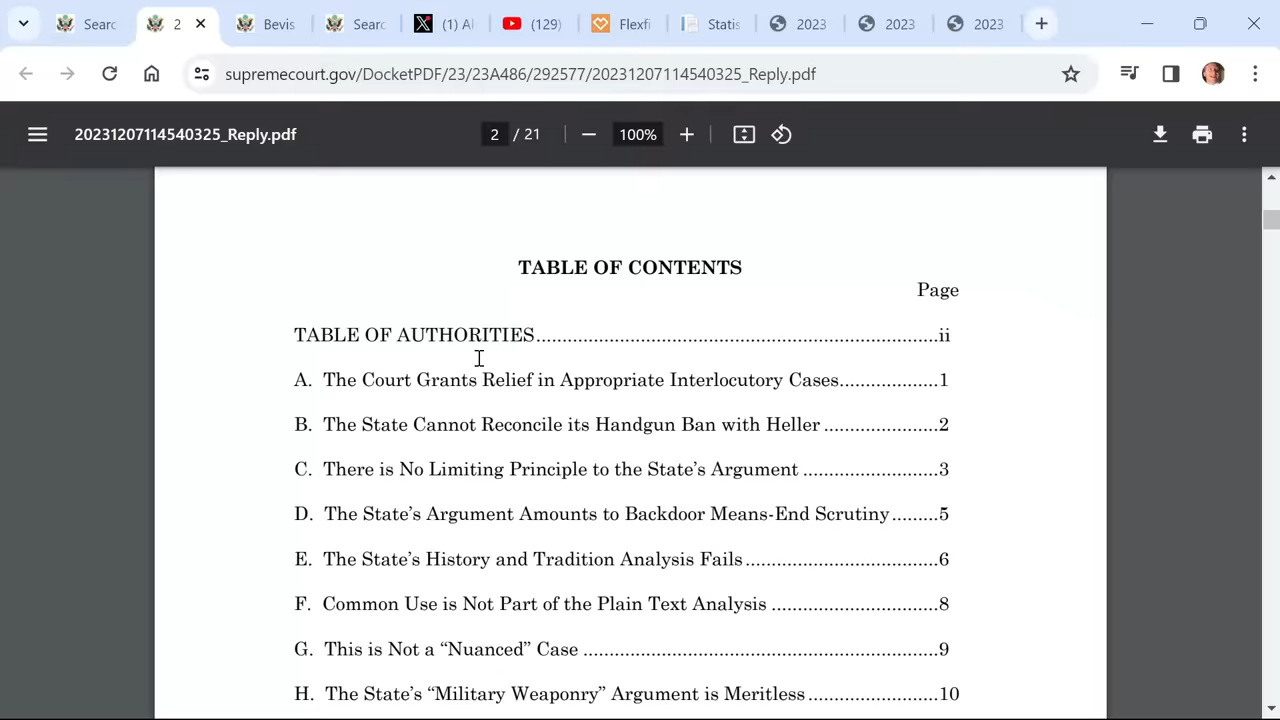 Searc
2
Bevis
Searc
(1) A
(129)
Flexfi
Statis
2023
2023
2023
supremecourt.gov/DocketPDF/23/23A486/292577/20231207114540325_Reply.pdf
20231207114540325_Reply.pdf
2 / 21
100%
TABLE OF CONTENTS
Page
TABLE OF AUTHORITIES.............................................................................ii
A. The Court Grants Relief in Appropriate Interlocutory Cases...................1
B. The State Cannot Reconcile its Handgun Ban with Heller ......................2
C. There is No Limiting Principle to the State’s Argument ..........................3
D. The State’s Argument Amounts to Backdoor Means-End Scrutiny.........5
E. The State’s History and Tradition Analysis Fails.....................................6
F. Common Use is Not Part of the Plain Text Analysis ................................8
G. This is Not a “Nuanced” Case ....................................................................9
H. The State’s “Military Weaponry” Argument is Meritless.........................10